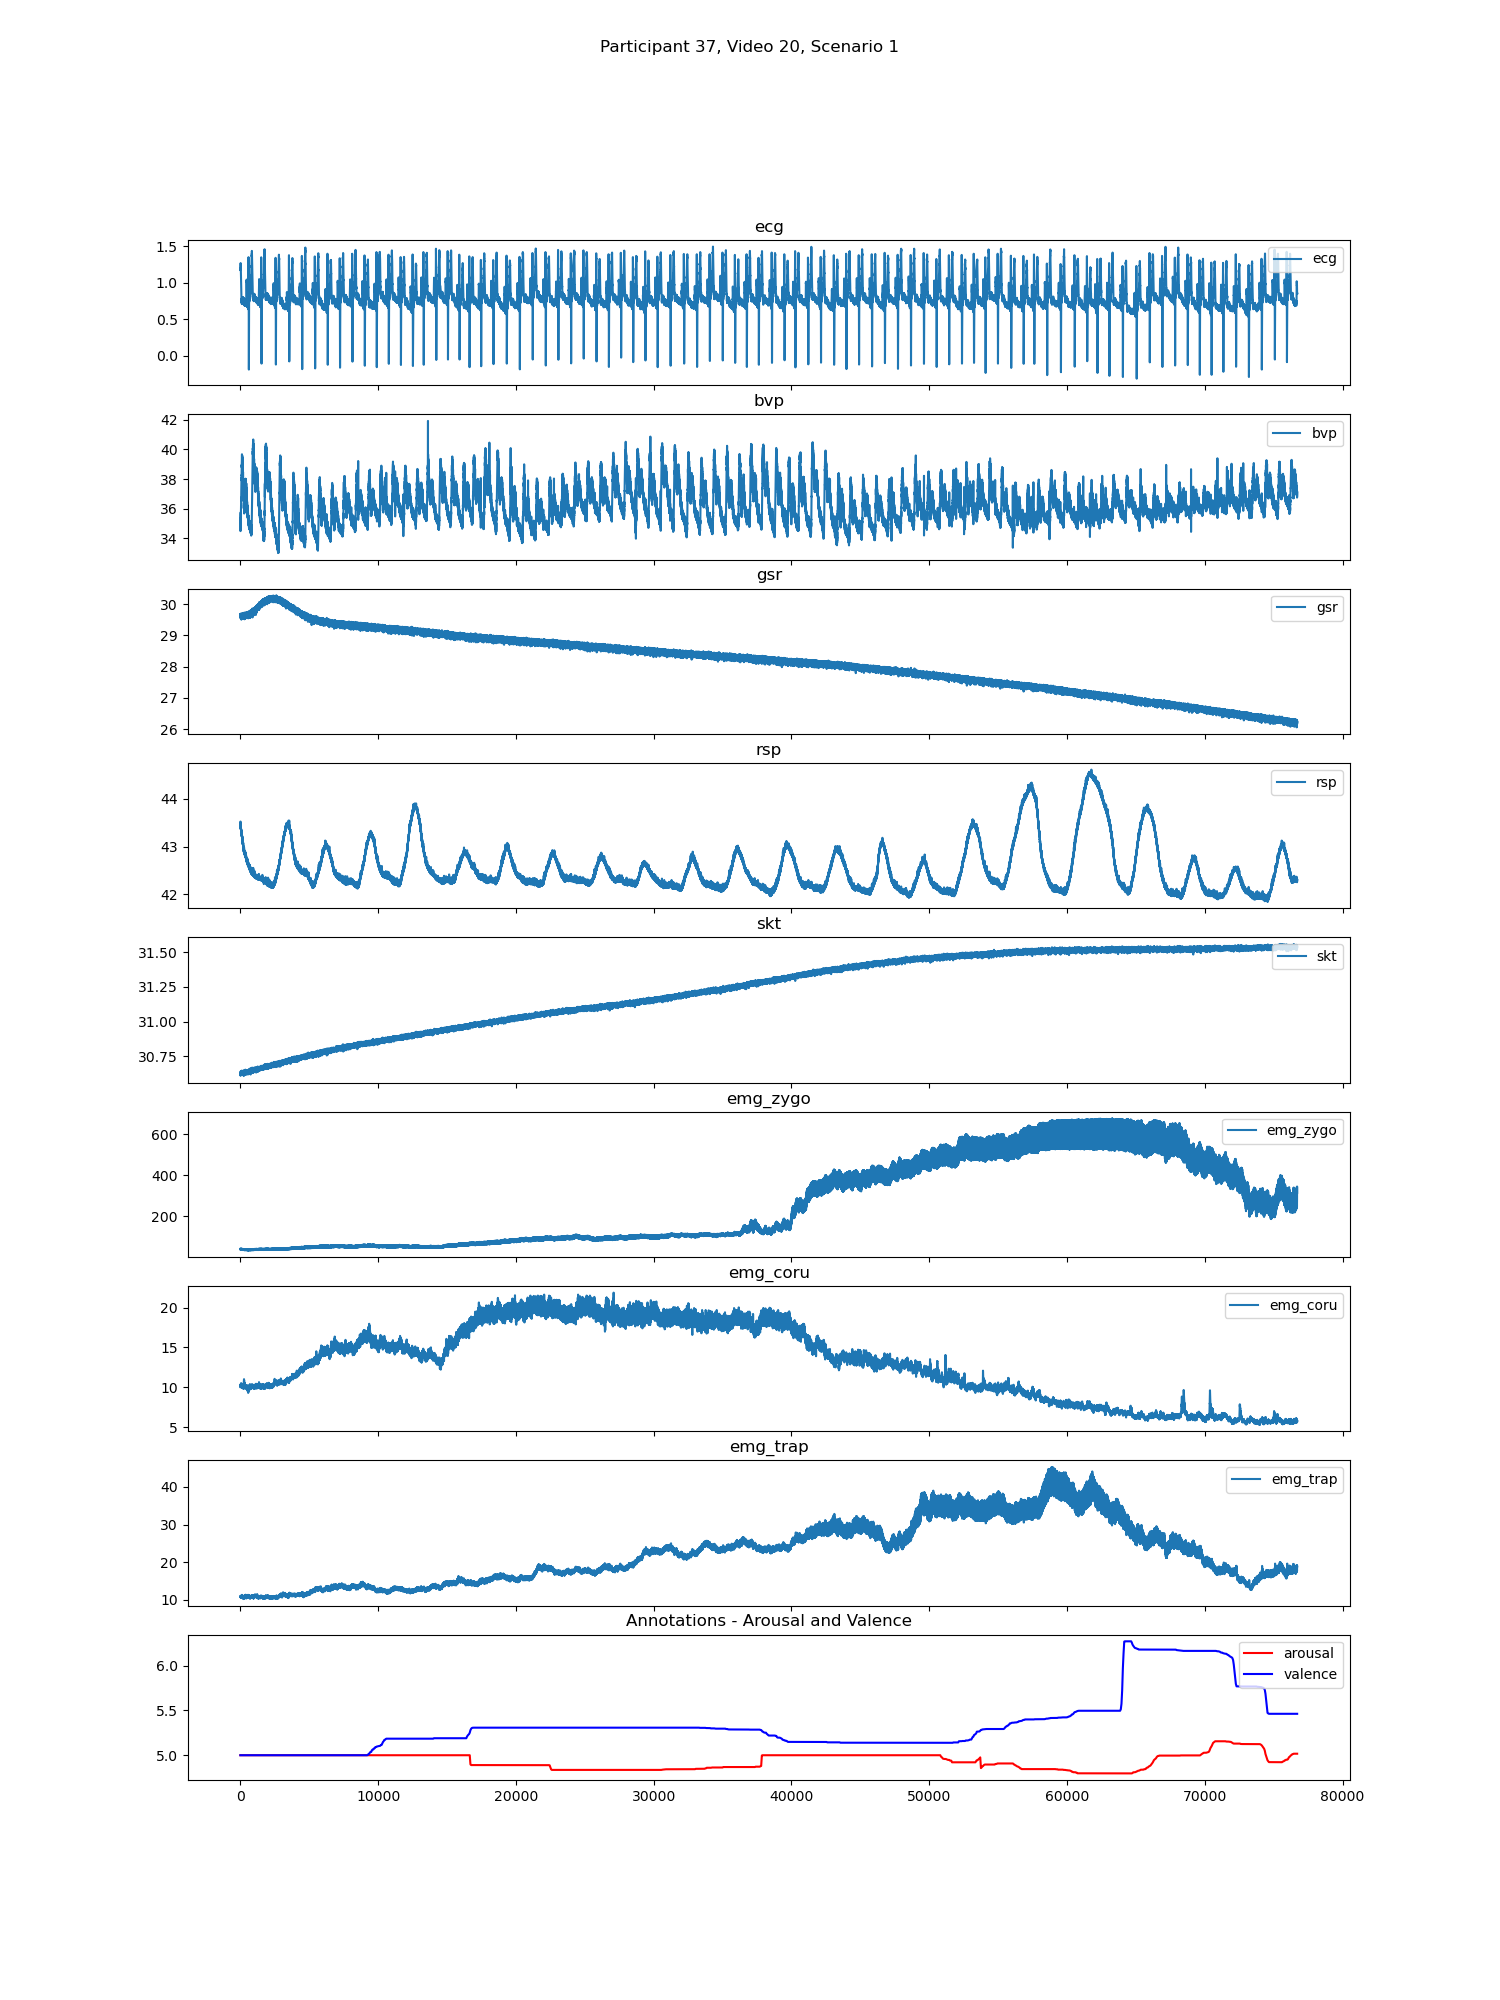 Participant 37, Video 20, Scenario 1
ecg
1.5
1.0
0.5
0.0
ecg
bvp
42
40
38
36
34
bvp
gsr
30
29
28
27
26
gsr
rsp
44
43
42
rsp
skt
31.50
31.25
31.00
30.75
skt
emg_zygo
600
400
200
emg_zygo
emg_coru
20
15
10
5
emg_coru
emg_trap
40
30
20
10
emg_trap
Annotations - Arousal and Valence
6.0
5.5
5.0
arousal
valence
0 10000 20000 30000 40000 50000 60000 70000 80000